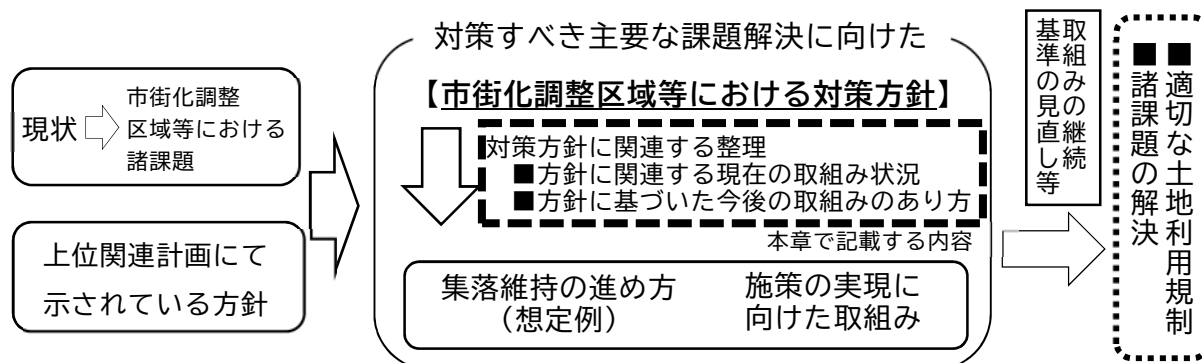 現状
市街化調整
区域等における
諸課題
上位関連計画にて
示されている方針
対策すべき主要な課題解決に向けた
【市街化調整区域等における対策方針】
対策方針に関連する整理
■方針に関連する現在の取組み状況
■方針に基づいた今後の取組みのあり方
本章で記載する内容
集落維持の進め方
（想定例）
施策の実現に
向けた取組み
取組みの継続
基準の見直し等
■適切な土地利用規制
■諸課題の解決